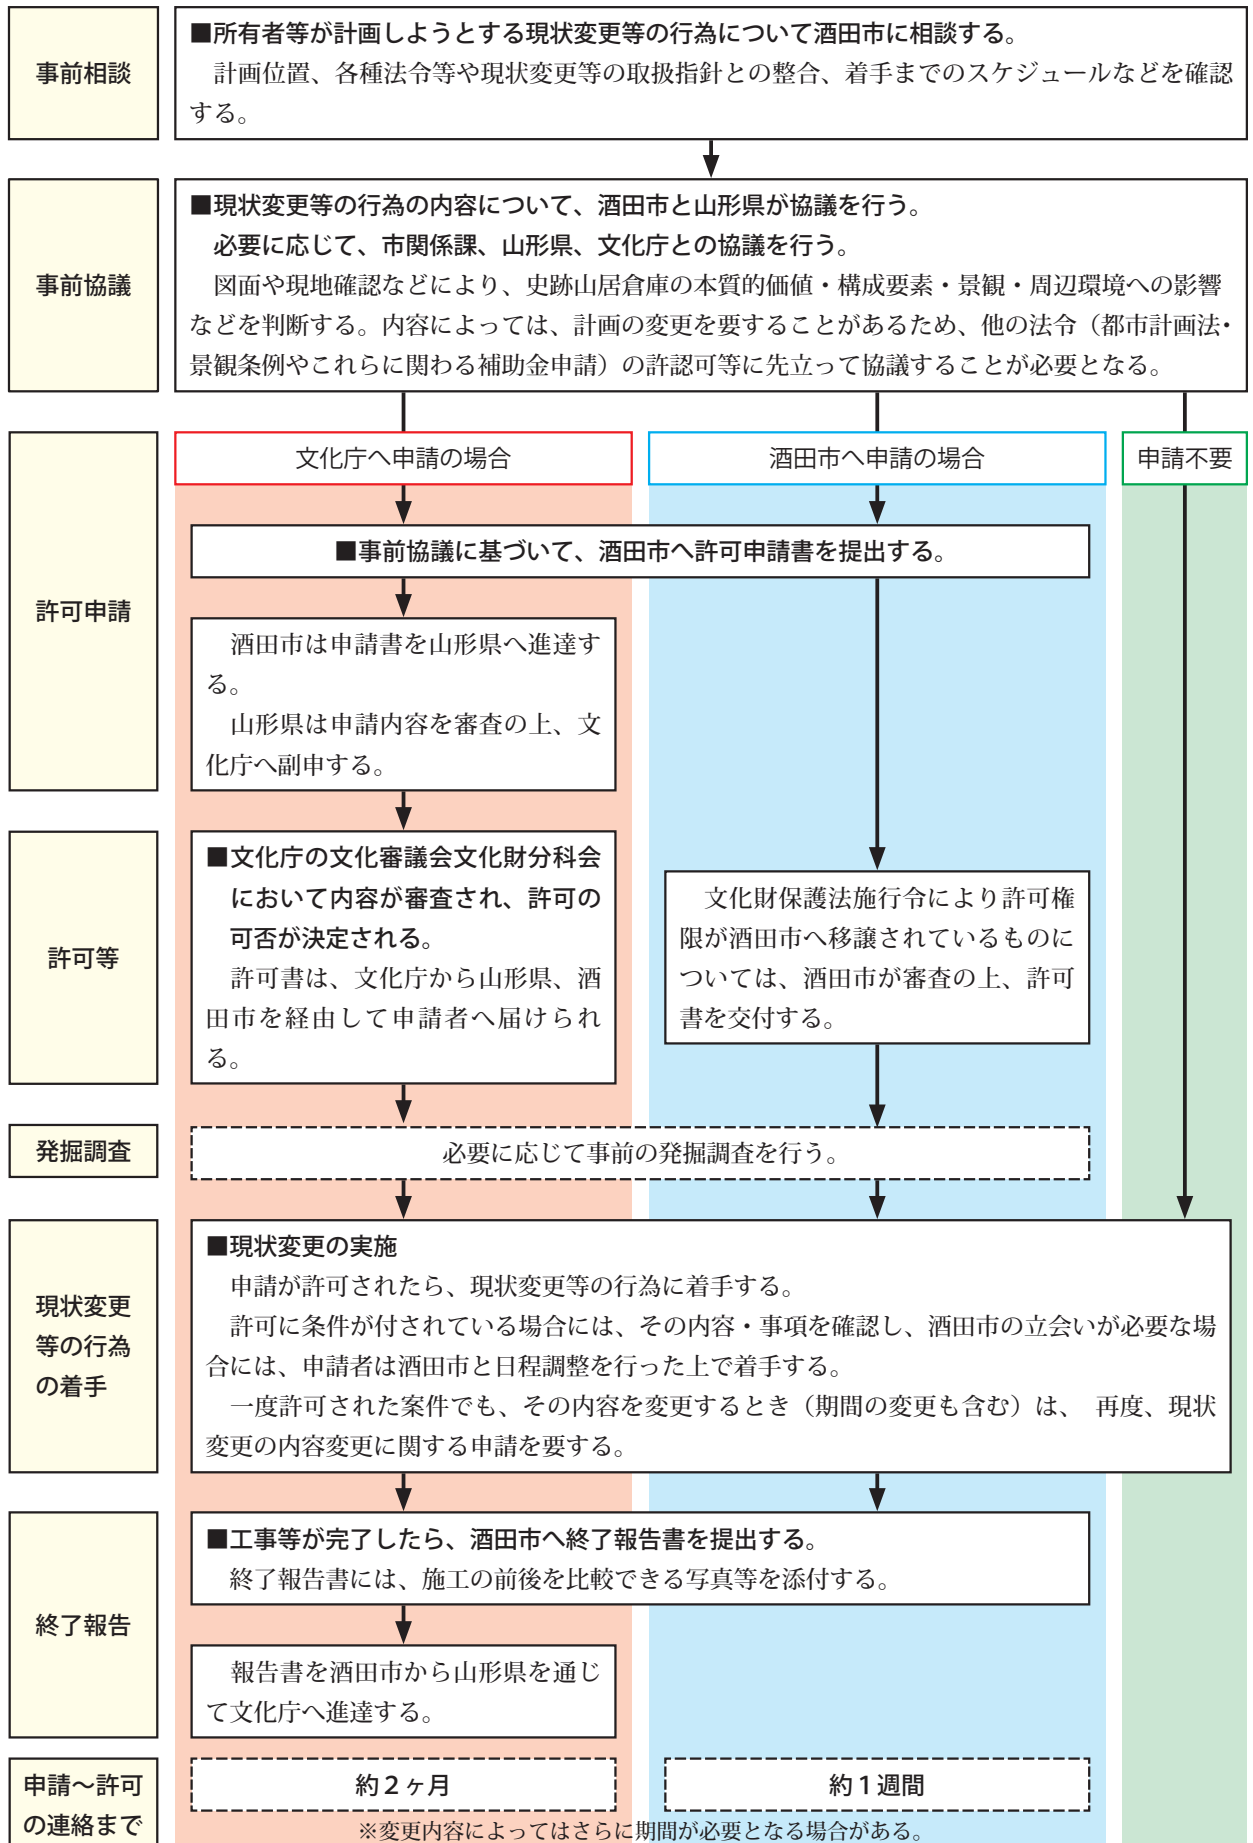 事前相談
■所有者等が計画しようとする現状変更等の行為について酒田市に相談する。
計画位置、各種法令等や現状変更等の取扱指針との整合、着手までのスケジュールなどを確認
する。
事前協議
■現状変更等の行為の内容について、酒田市と山形県が協議を行う。
必要に応じて、市関係課、山形県、文化庁との協議を行う。
図面や現地確認などにより、史跡山居倉庫の本質的価値・構成要素・景観・周辺環境への影響
などを判断する。内容によっては、計画の変更を要することがあるため、他の法令（都市計画法・
景観条例やこれらに関わる補助金申請）の許認可等に先立って協議することが必要となる。
文化庁へ申請の場合
酒田市へ申請の場合
申請不要
許可申請
■事前協議に基づいて、酒田市へ許可申請書を提出する。
酒田市は申請書を山形県へ進達す
る。
山形県は申請内容を審査の上、文
化庁へ副申する。
許可等
■文化庁の文化審議会文化財分科会
において内容が審査され、許可の
可否が決定される。
許可書は、文化庁から山形県、酒
田市を経由して申請者へ届けられ
る。
文化財保護法施行令により許可権
限が酒田市へ移譲されているものに
ついては、酒田市が審査の上、許可
書を交付する。
発掘調査
必要に応じて事前の発掘調査を行う。
現状変更
等の行為
の着手
■現状変更の実施
申請が許可されたら、現状変更等の行為に着手する。
許可に条件が付されている場合には、その内容・事項を確認し、酒田市の立会いが必要な場
合には、申請者は酒田市と日程調整を行った上で着手する。
一度許可された案件でも、その内容を変更するとき（期間の変更も含む）は、 再度、現状
変更の内容変更に関する申請を要する。
終了報告
■工事等が完了したら、酒田市へ終了報告書を提出する。
終了報告書には、施工の前後を比較できる写真等を添付する。
報告書を酒田市から山形県を通じ
て文化庁へ進達する。
申請～許可
の連絡まで
約２ヶ月
約１週間
※変更内容によってはさらに期間が必要となる場合がある。